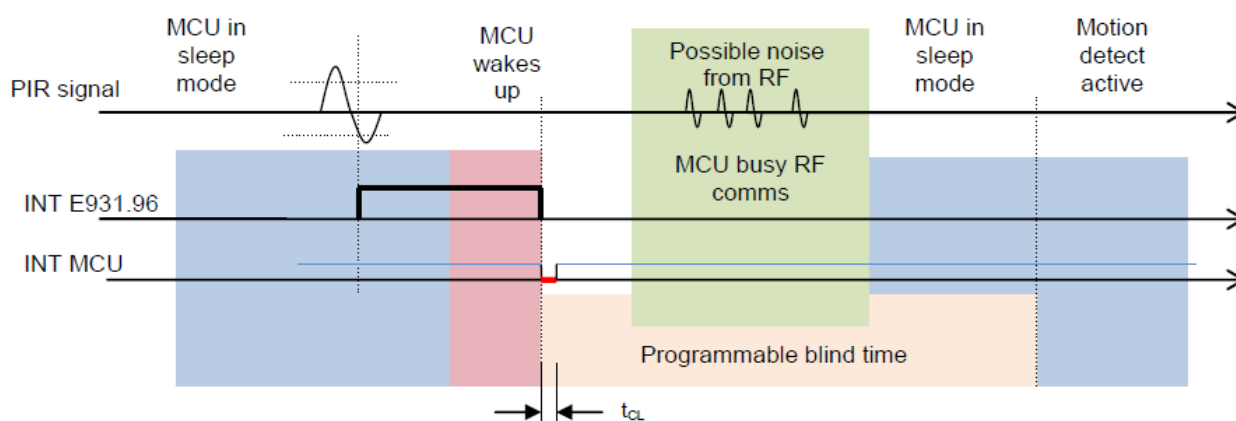 MCU in
sleep
mode
MCU
wakes
up
Possible noise
from RF
MCU in
sleep
mode
Motion
detect
active
PIR signal
MCU busy RF
comms
INT E931.96
INT MCU
Programmable blind time
tCL